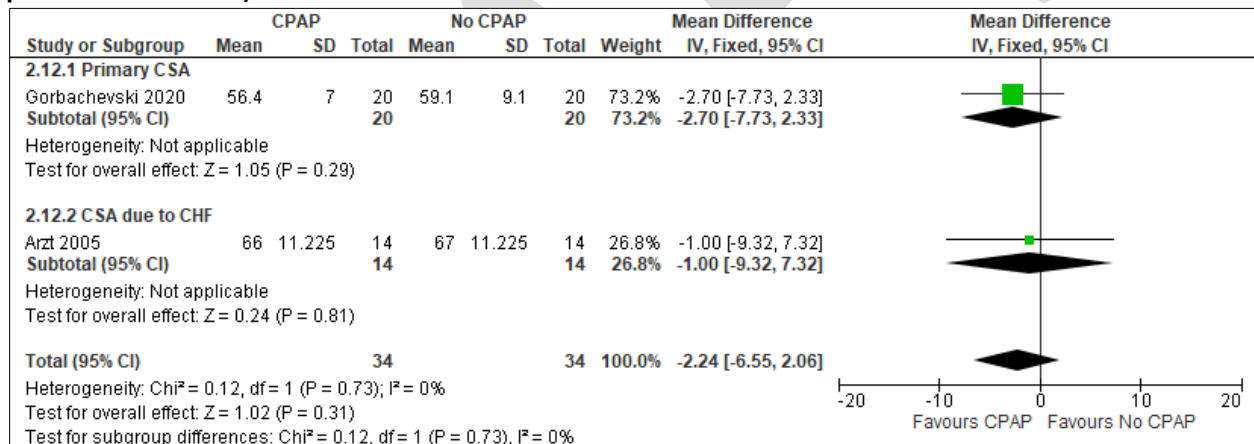 CPAP No CPAP Mean Difference Mean Difference
Study or Subgroup Mean SD Total Mean SD Total Weight IV, Fixed, 95% CI IV, Fixed, 95% CI
2.12.1 Primary CSA
Gorbachevski 2020 56.4 7 20 59.1 9.1 20 73.2% -2.70 [-7.73, 2.33]
Subtotal (95% CI) 20 20 73.2% -2.70 [-7.73, 2.33]
Heterogeneity: Not applicable
Test for overall effect: Z = 1.05 (P = 0.29)
2.12.2 CSA due to CHF
Arzt 2005 66 11.225 14 67 11.225 14 26.8% -1.00 [-9.32, 7.32]
Subtotal (95% CI) 14 14 26.8% -1.00 [-9.32, 7.32]
Heterogeneity: Not applicable
Test for overall effect: Z = 0.24 (P = 0.81)
Total (95% CI) 34 34 100.0% -2.24 [-6.55, 2.06]
Heterogeneity: Chi² = 0.12, df = 1 (P = 0.73); I² = 0%
Test for overall effect: Z = 1.02 (P = 0.31)
Test for subgroup differences: Chi² = 0.12, df = 1 (P = 0.73), I² = 0%
-20 -10 0 10 20
Favours CPAP Favours No CPAP